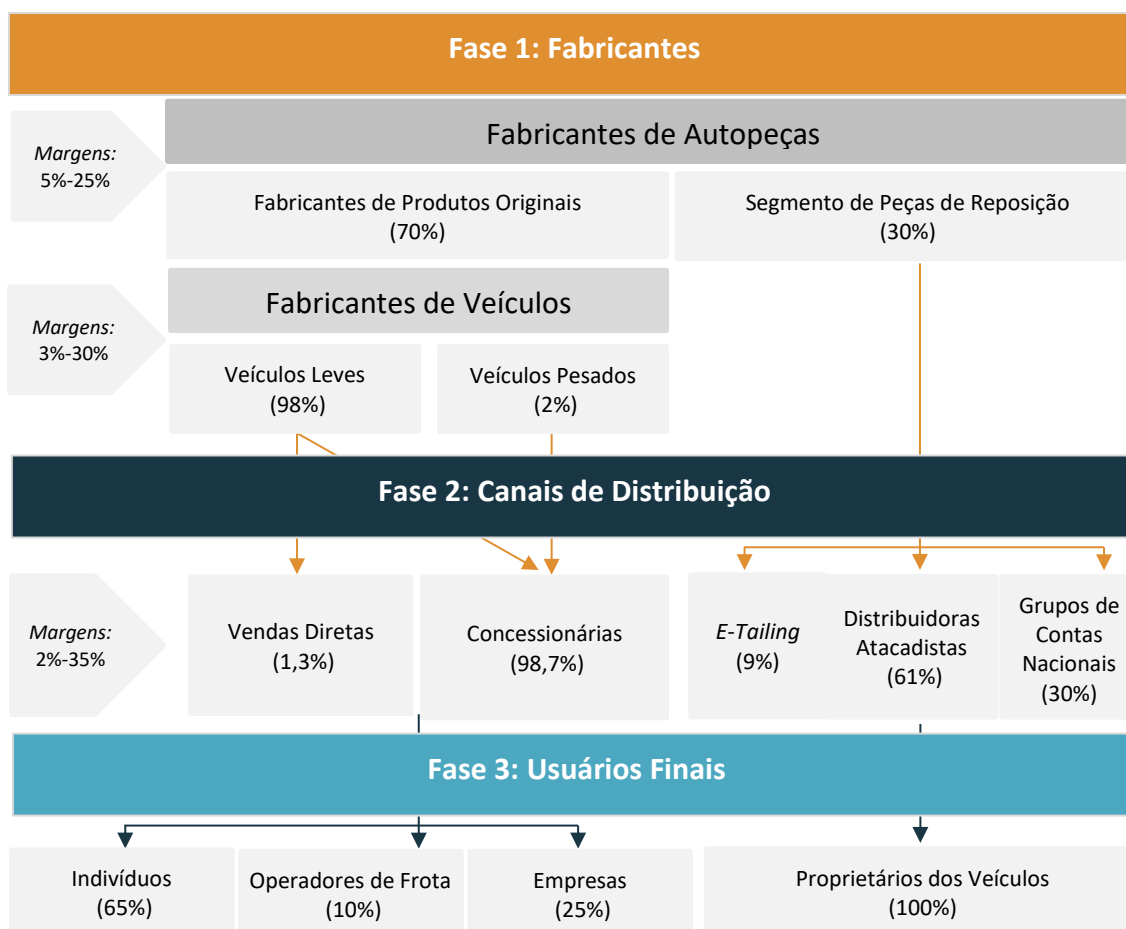 Fase 1: Fabricantes
Margens:
5%-25%
Fabricantes de Autopeças
Fabricantes de Produtos Originais
(70%)
Segmento de Peças de Reposição
(30%)
Margens:
3%-30%
Fabricantes de Veículos
Veículos Leves
(98%)
Veículos Pesados
(2%)
Fase 2: Canais de Distribuição
Margens:
2%-35%
Vendas Diretas
(1,3%)
Concessionárias
(98,7%)
E-Tailing
(9%)
Distribuidoras
Atacadistas
(61%)
Grupos de
Contas
Nacionais
(30%)
Fase 3: Usuários Finais
Indivíduos
(65%)
Operadores de Frota
(10%)
Empresas
(25%)
Proprietários dos Veículos
(100%)